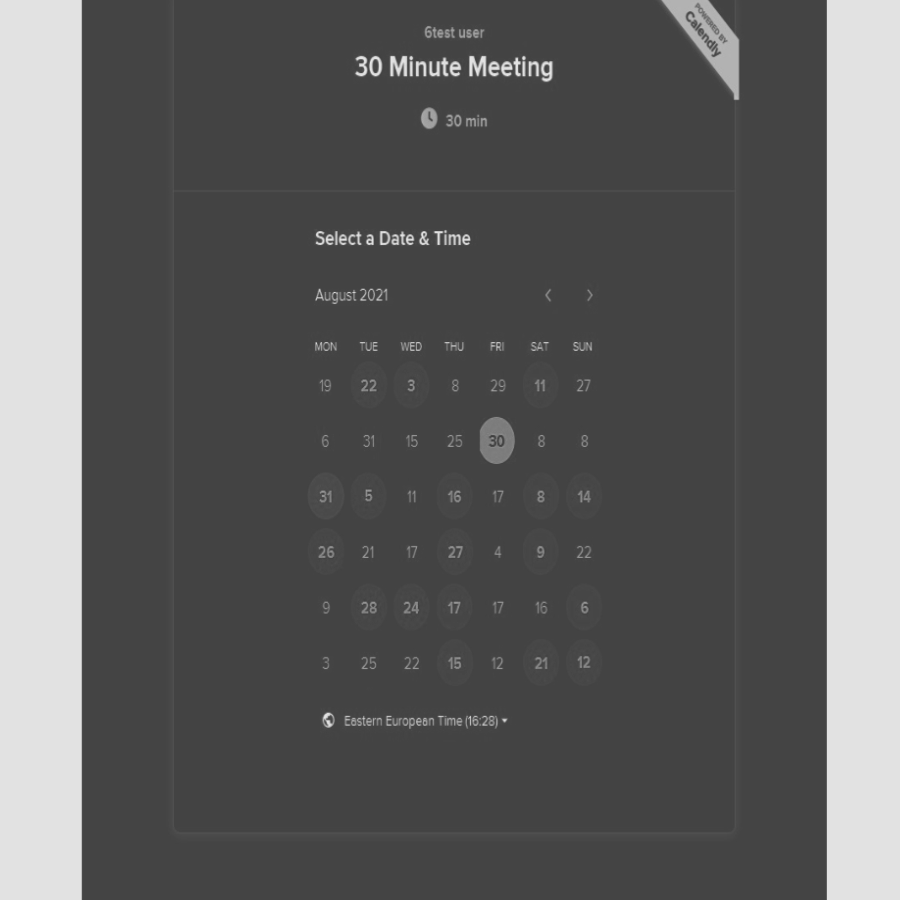 POWERED BY
Calendly
6test user
30 Minute Meeting
30 min
Select a Date & Time
August 2021
MON TUE WED THU FRI SAT SUN
19 22 3 8 29 11 27
6 31 15 25 30 8 8
31 5 11 16 17 8 14
26 21 17 27 4 9 22
9 28 24 17 17 16 6
3 25 22 15 12 21 12
Eastern European Time (16:28)